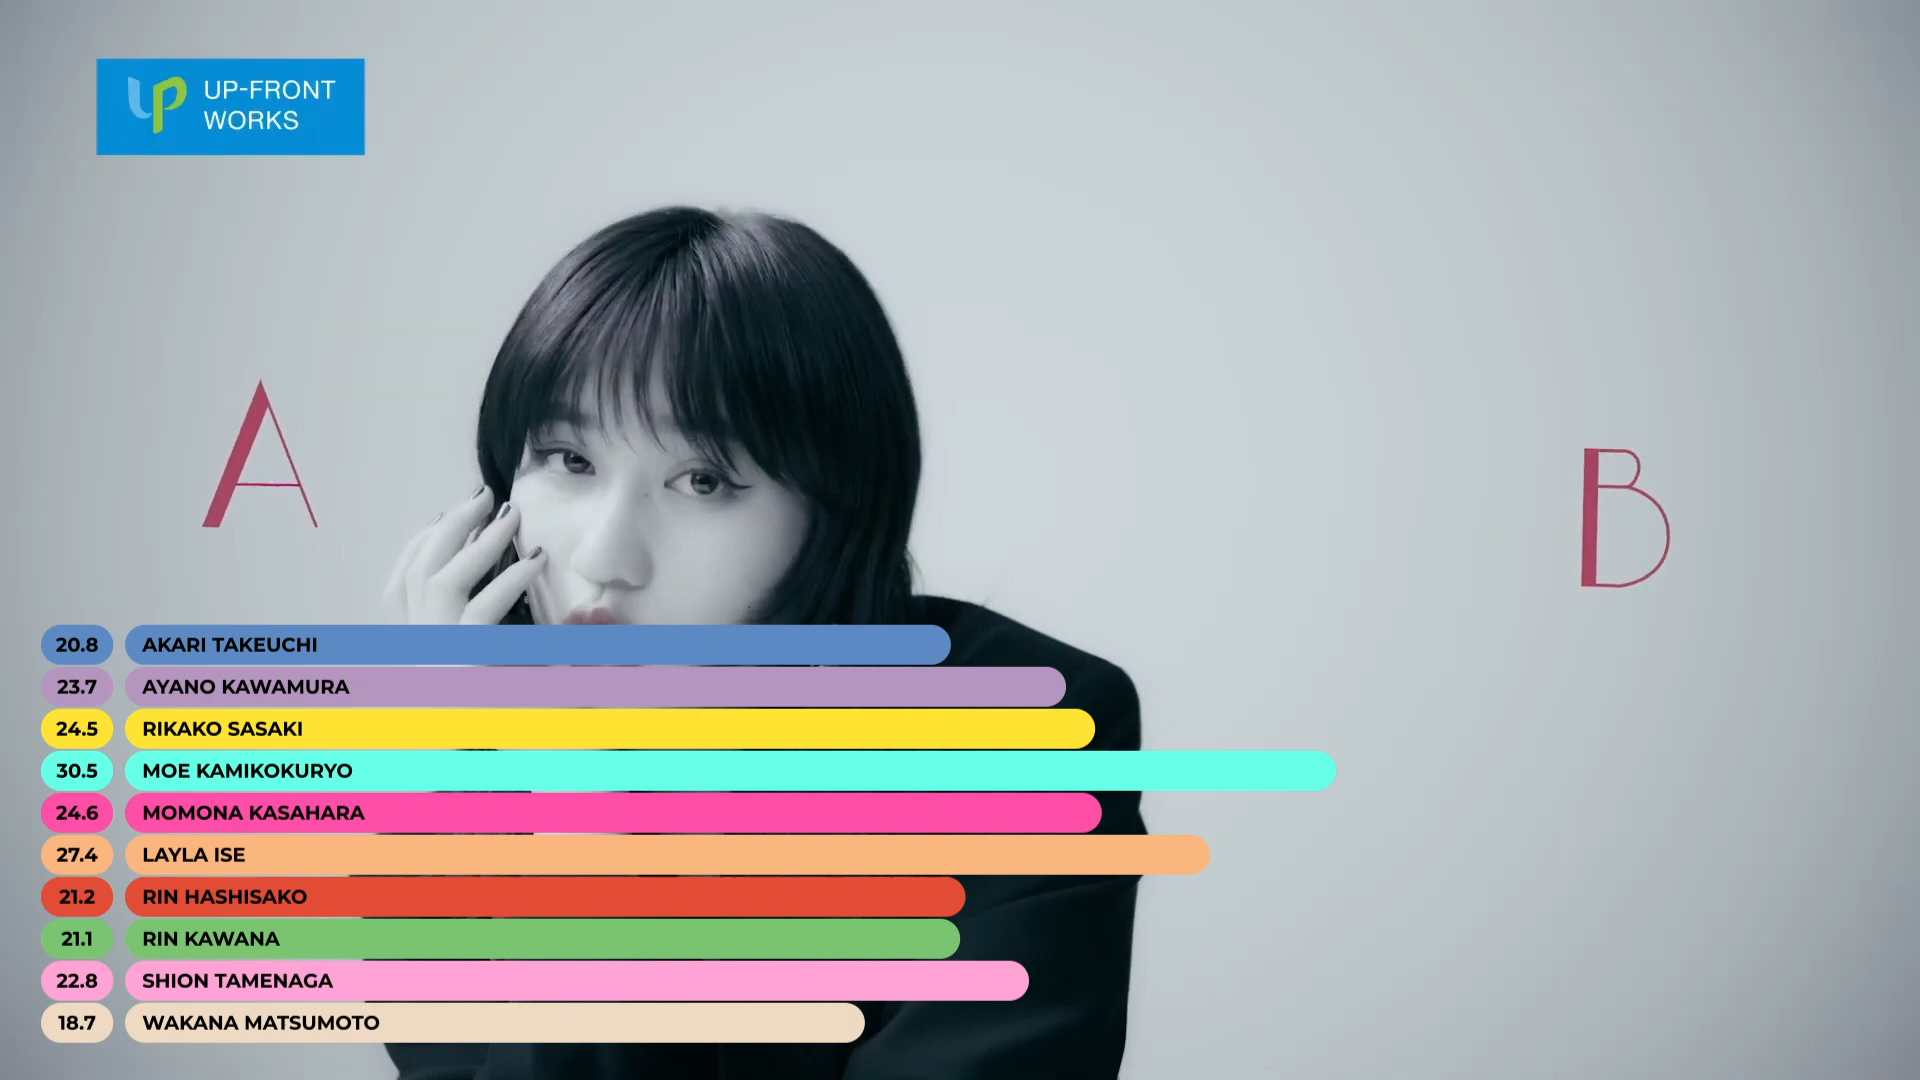 UP-FRONT
WORKS
A
B
20.8 AKARI TAKEUCHI
23.7 AYANO KAWAMURA
24.5 RIKAKO SASAKI
30.5 MOE KAMIKOKURYO
24.6 MOMONA KASAHARA
27.4 LAYLA ISE
21.2 RIN HASHISAKO
21.1 RIN KAWANA
22.8 SHION TAMENAGA
18.7 WAKANA MATSUMOTO